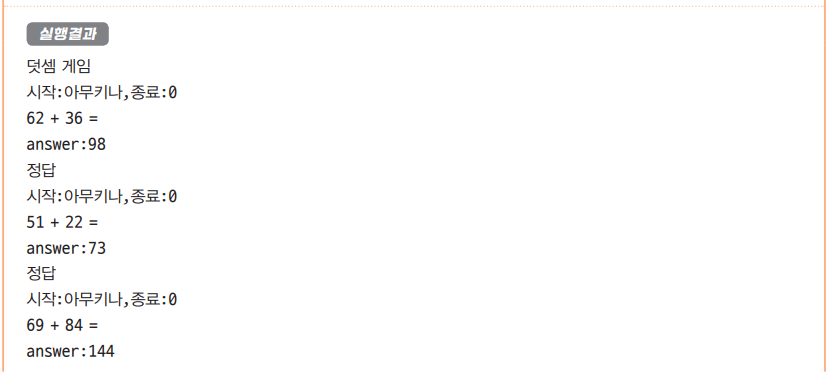 실행결과
덧셈 게임
시작:아무키나,종료:0
62 + 36 =
answer:98
정답
시작:아무키나,종료:0
51 + 22 =
answer:73
정답
시작:아무키나,종료:0
69 + 84 =
answer:144